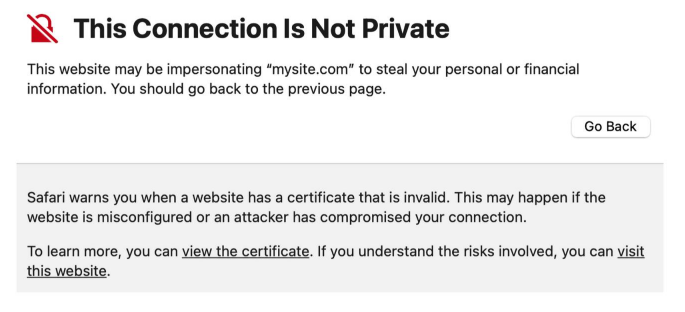 This Connection Is Not Private
This website may be impersonating “mysite.com” to steal your personal or financial
information. You should go back to the previous page.
Go Back
Safari warns you when a website has a certificate that is invalid. This may happen if the
website is misconfigured or an attacker has compromised your connection.
To learn more, you can view the certificate. If you understand the risks involved, you can visit
this website.